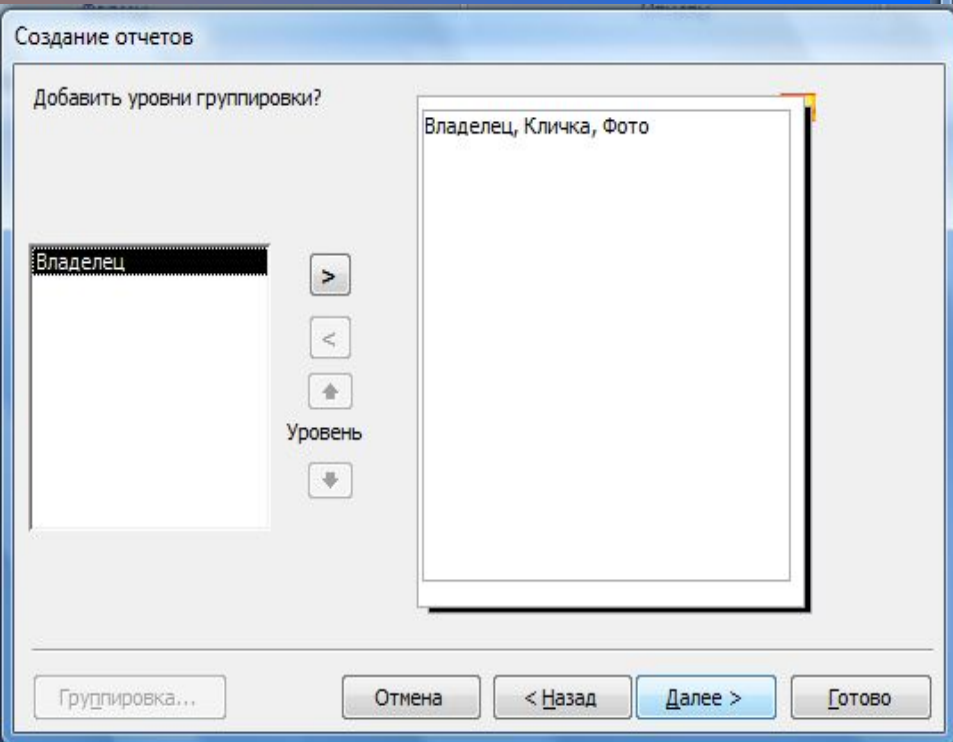 Создание отчетов
Добавить уровни группировки?
Владелец, Кличка, Фото
Владелец
>
<
Уровень
Группировка...
Отмена
< Назад
Далее >
Готово